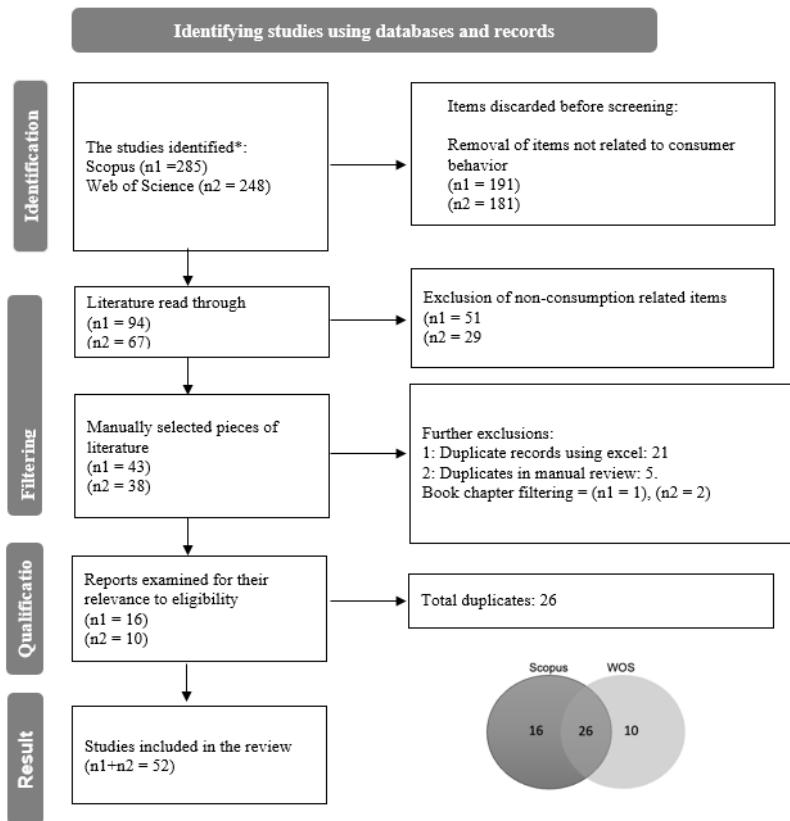 Identifying studies using databases and records
Identification
The studies identified*:
Scopus (n1 =285)
Web of Science (n2 = 248)
Items discarded before screening:
Removal of items not related to consumer
behavior
(n1 = 191)
(n2 = 181)
Filtering
Literature read through
(n1 = 94)
(n2 = 67)
Exclusion of non-consumption related items
(n1 = 51
(n2 = 29
Manually selected pieces of
literature
(n1 = 43)
(n2 = 38)
Further exclusions:
1: Duplicate records using excel: 21
2: Duplicates in manual review: 5.
Book chapter filtering = (n1 = 1), (n2 = 2)
Qualificatio
Reports examined for their
relevance to eligibility
(n1 = 16)
(n2 = 10)
Total duplicates: 26
Scopus WOS
16 26 10
Result
Studies included in the review
(n1+n2 = 52)